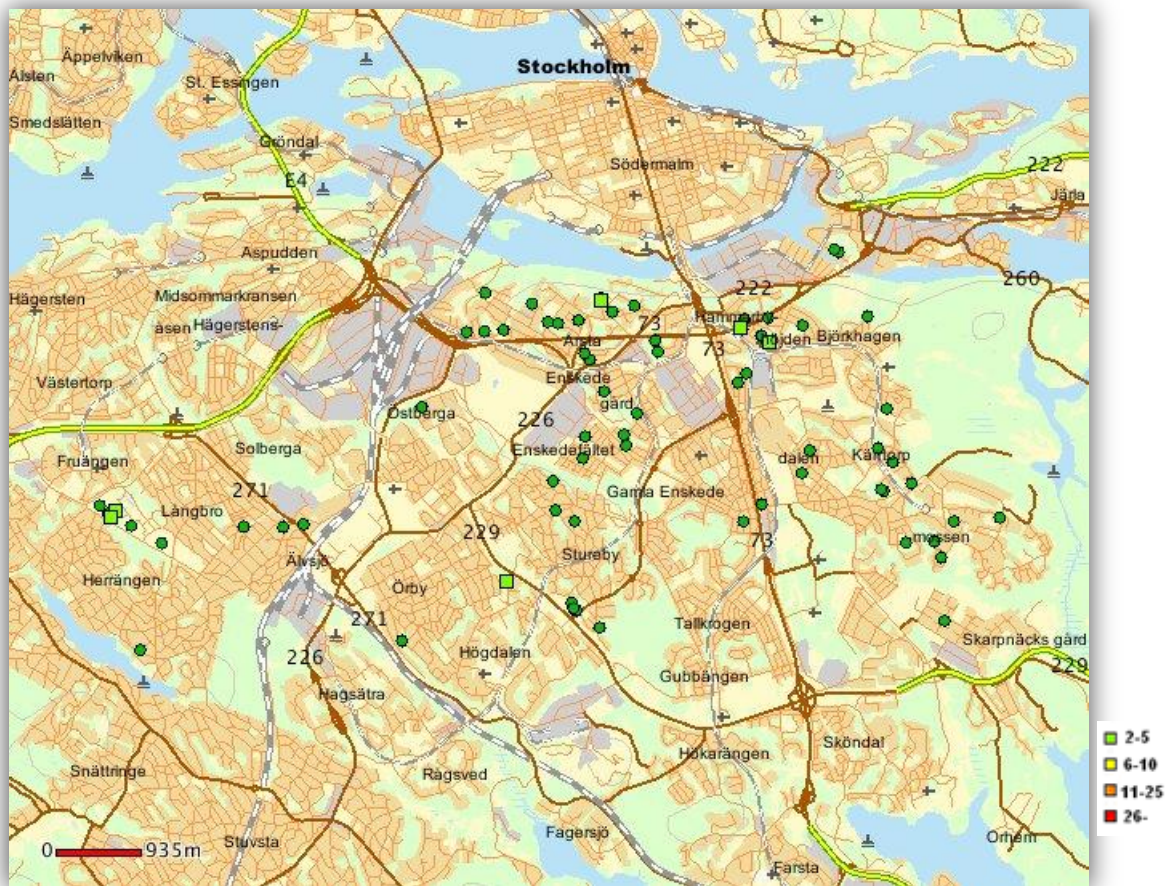 Äppelviken
Stockholm
Ålsten
St. Essingen
Smedslätten
Gröndal
Södermalm
222
E4
Järla
Aspudden
260
Hägersten
Midsommarkransen
222
Hägerstens-
åsen
73
Hammarby
höjden
Björkhagen
Årsta
73
Västertorp
Enskede
gård
Östberga
226
Solberga
Enskedefältet
Fruängen
dalen
Kärrtorp
271
Gamla Enskede
Långbro
229
73
mossen
Älvsjö
Stureby
Herrängen
Örby
271
Tallkrogen
Skarpnäcks gård
226
Högdalen
229
Gubbängen
Hagsätra
2-5
Hökarängen
Sköndal
6-10
Snättringe
Rågsved
11-25
26-
Fagersjö
Orhem
Stuvsta
0 935m
Farsta